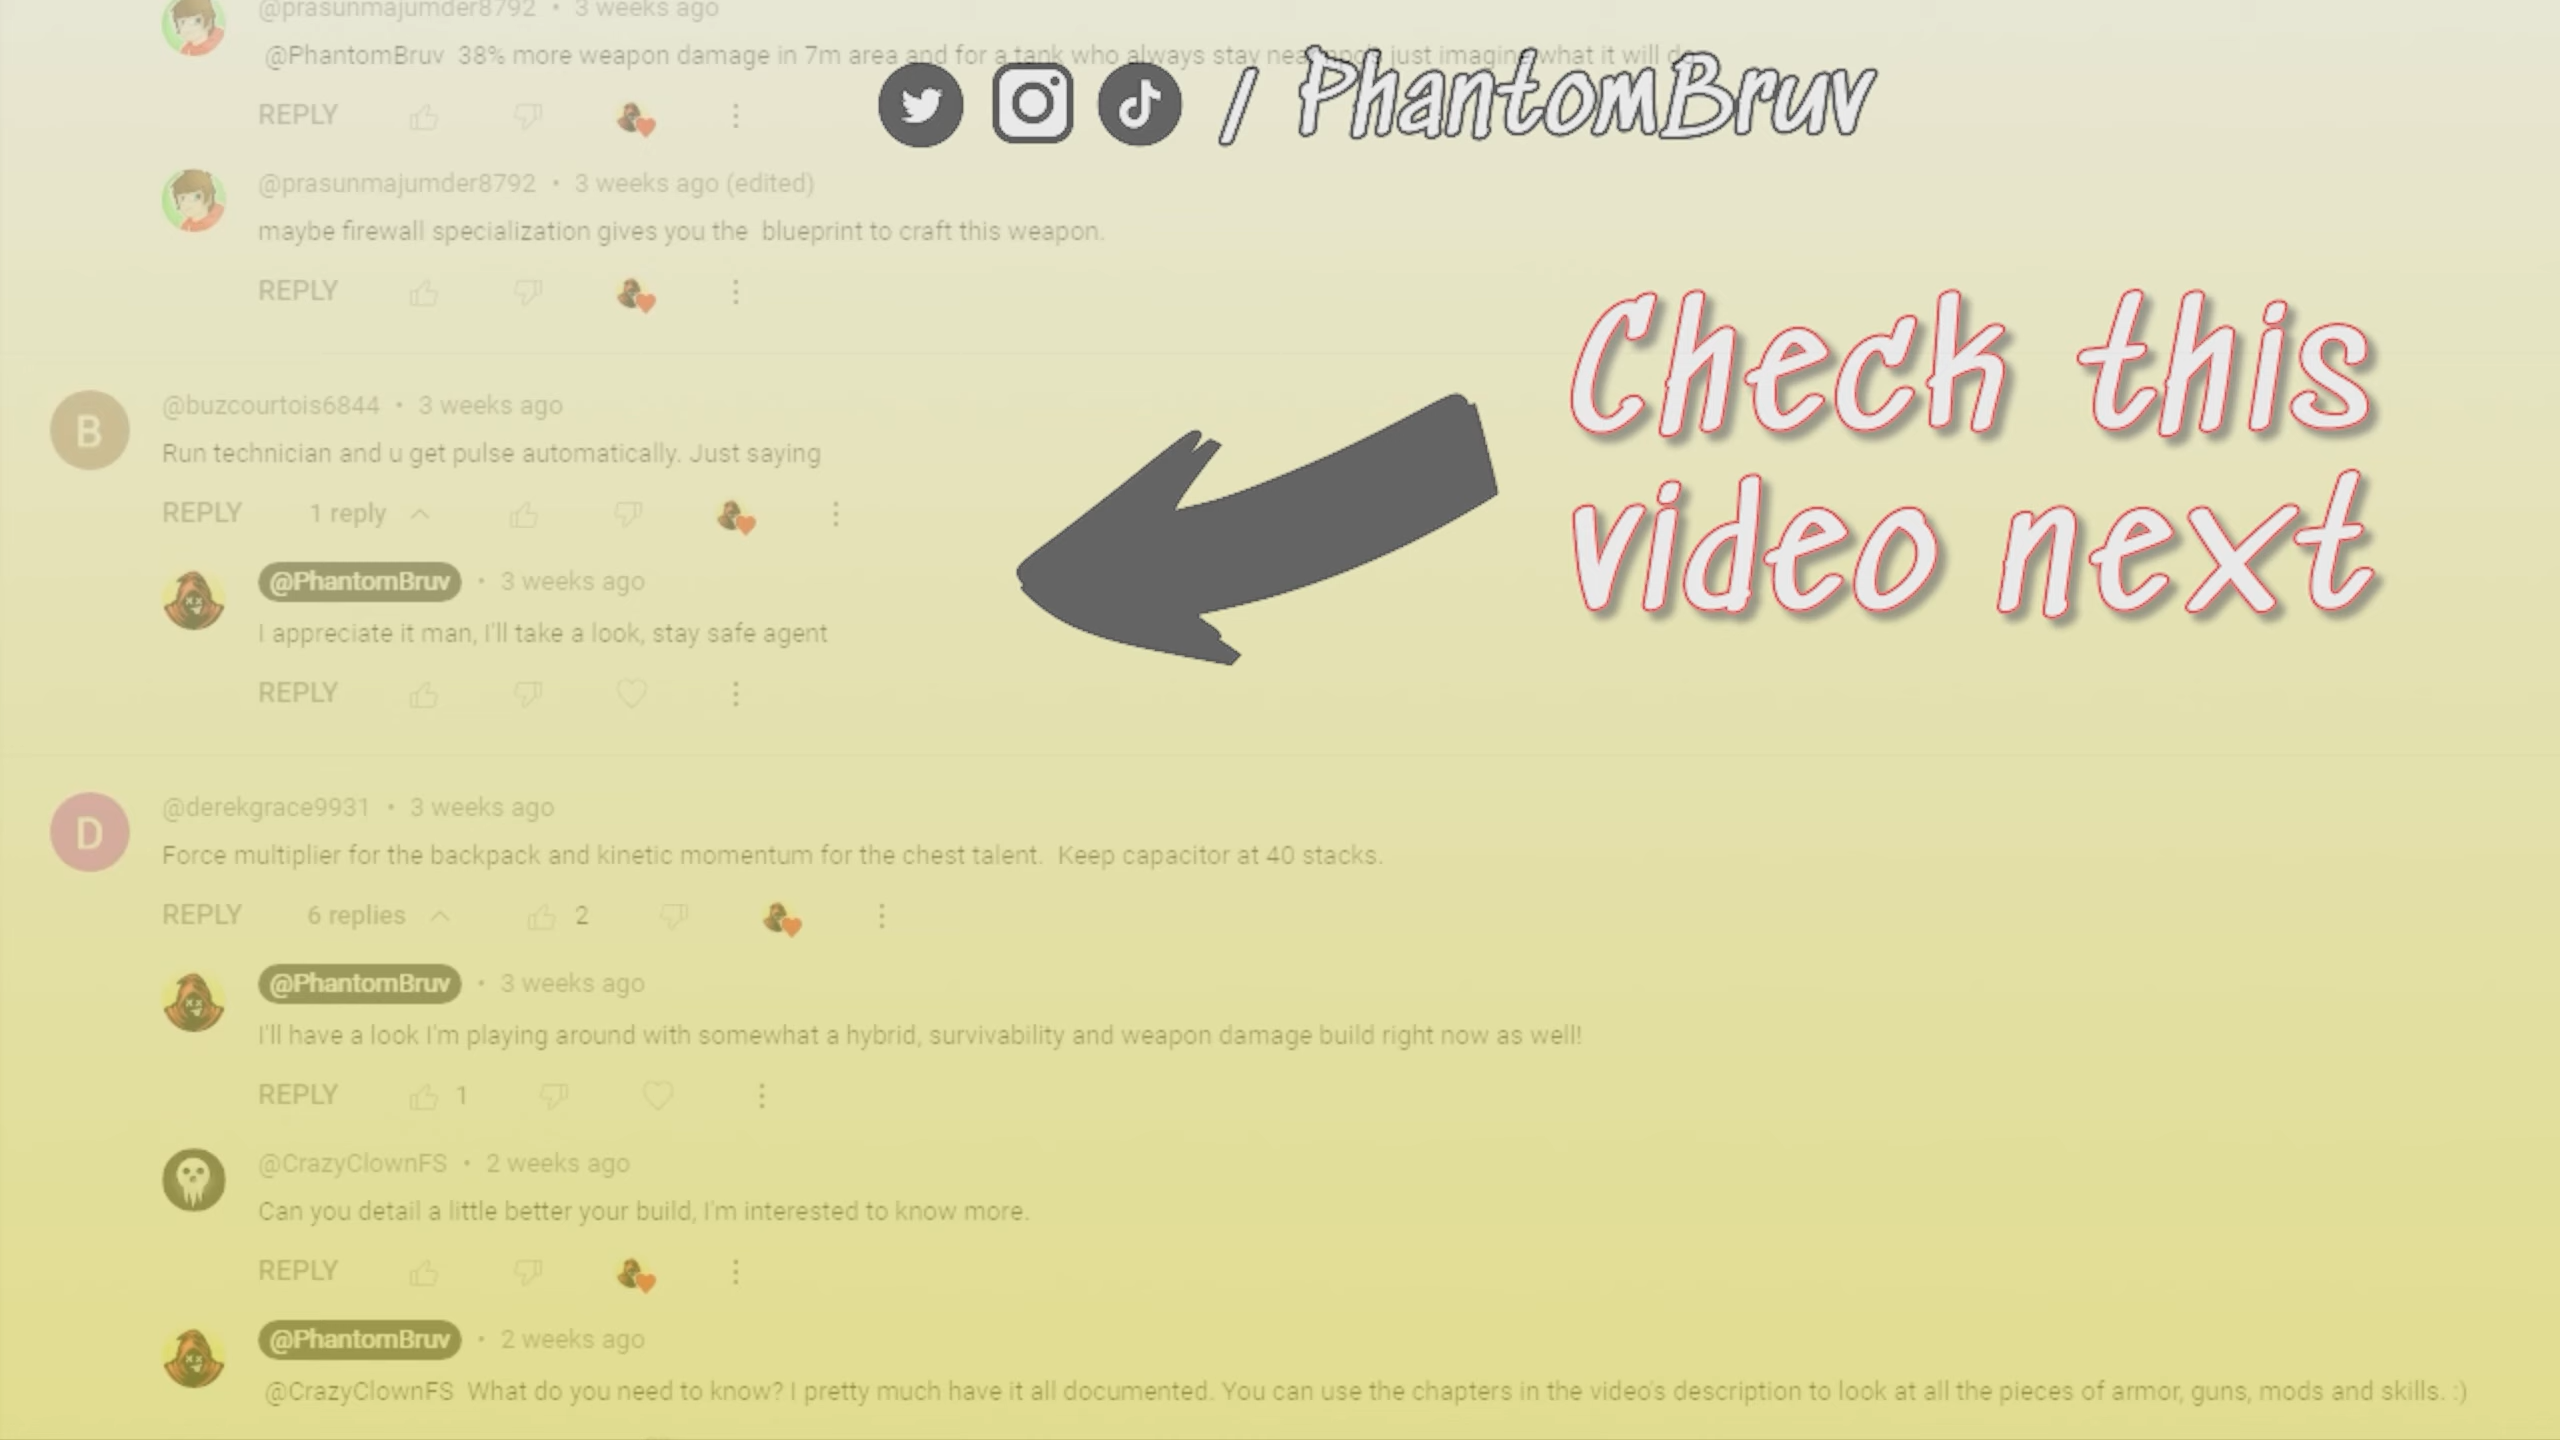 @prasunmajumder8792 • 3 weeks ago
@PhantomBruv 38% more weapon damage in 7m area and for a tank who always stay just imagine what it will
/ PhantomBruv
REPLY
@prasunmajumder8792 • 3 weeks ago (edited)
maybe firewall specialization gives you the blueprint to craft this weapon.
REPLY
Check this
video next
B
@buzcourtois6844 • 3 weeks ago
Run technician and u get pulse automatically. Just saying
REPLY 1 reply
@PhantomBruv • 3 weeks ago
I appreciate it man, I'll take a look, stay safe agent
REPLY
D
@derekgrace9931 • 3 weeks ago
Force multiplier for the backpack and kinetic momentum for the chest talent. Keep capacitor at 40 stacks.
REPLY 6 replies 2
@PhantomBruv • 3 weeks ago
I'll have a look I'm playing around with somewhat a hybrid, survivability and weapon damage build right now as well!
REPLY 1
@CrazyClownFS • 2 weeks ago
Can you detail a little better your build, I'm interested to know more.
REPLY
@PhantomBruv • 2 weeks ago
@CrazyClownFS What do you need to know? I pretty much have it all documented. You can use the chapters in the video's description to look at all the pieces of armor, guns, mods and skills. :)